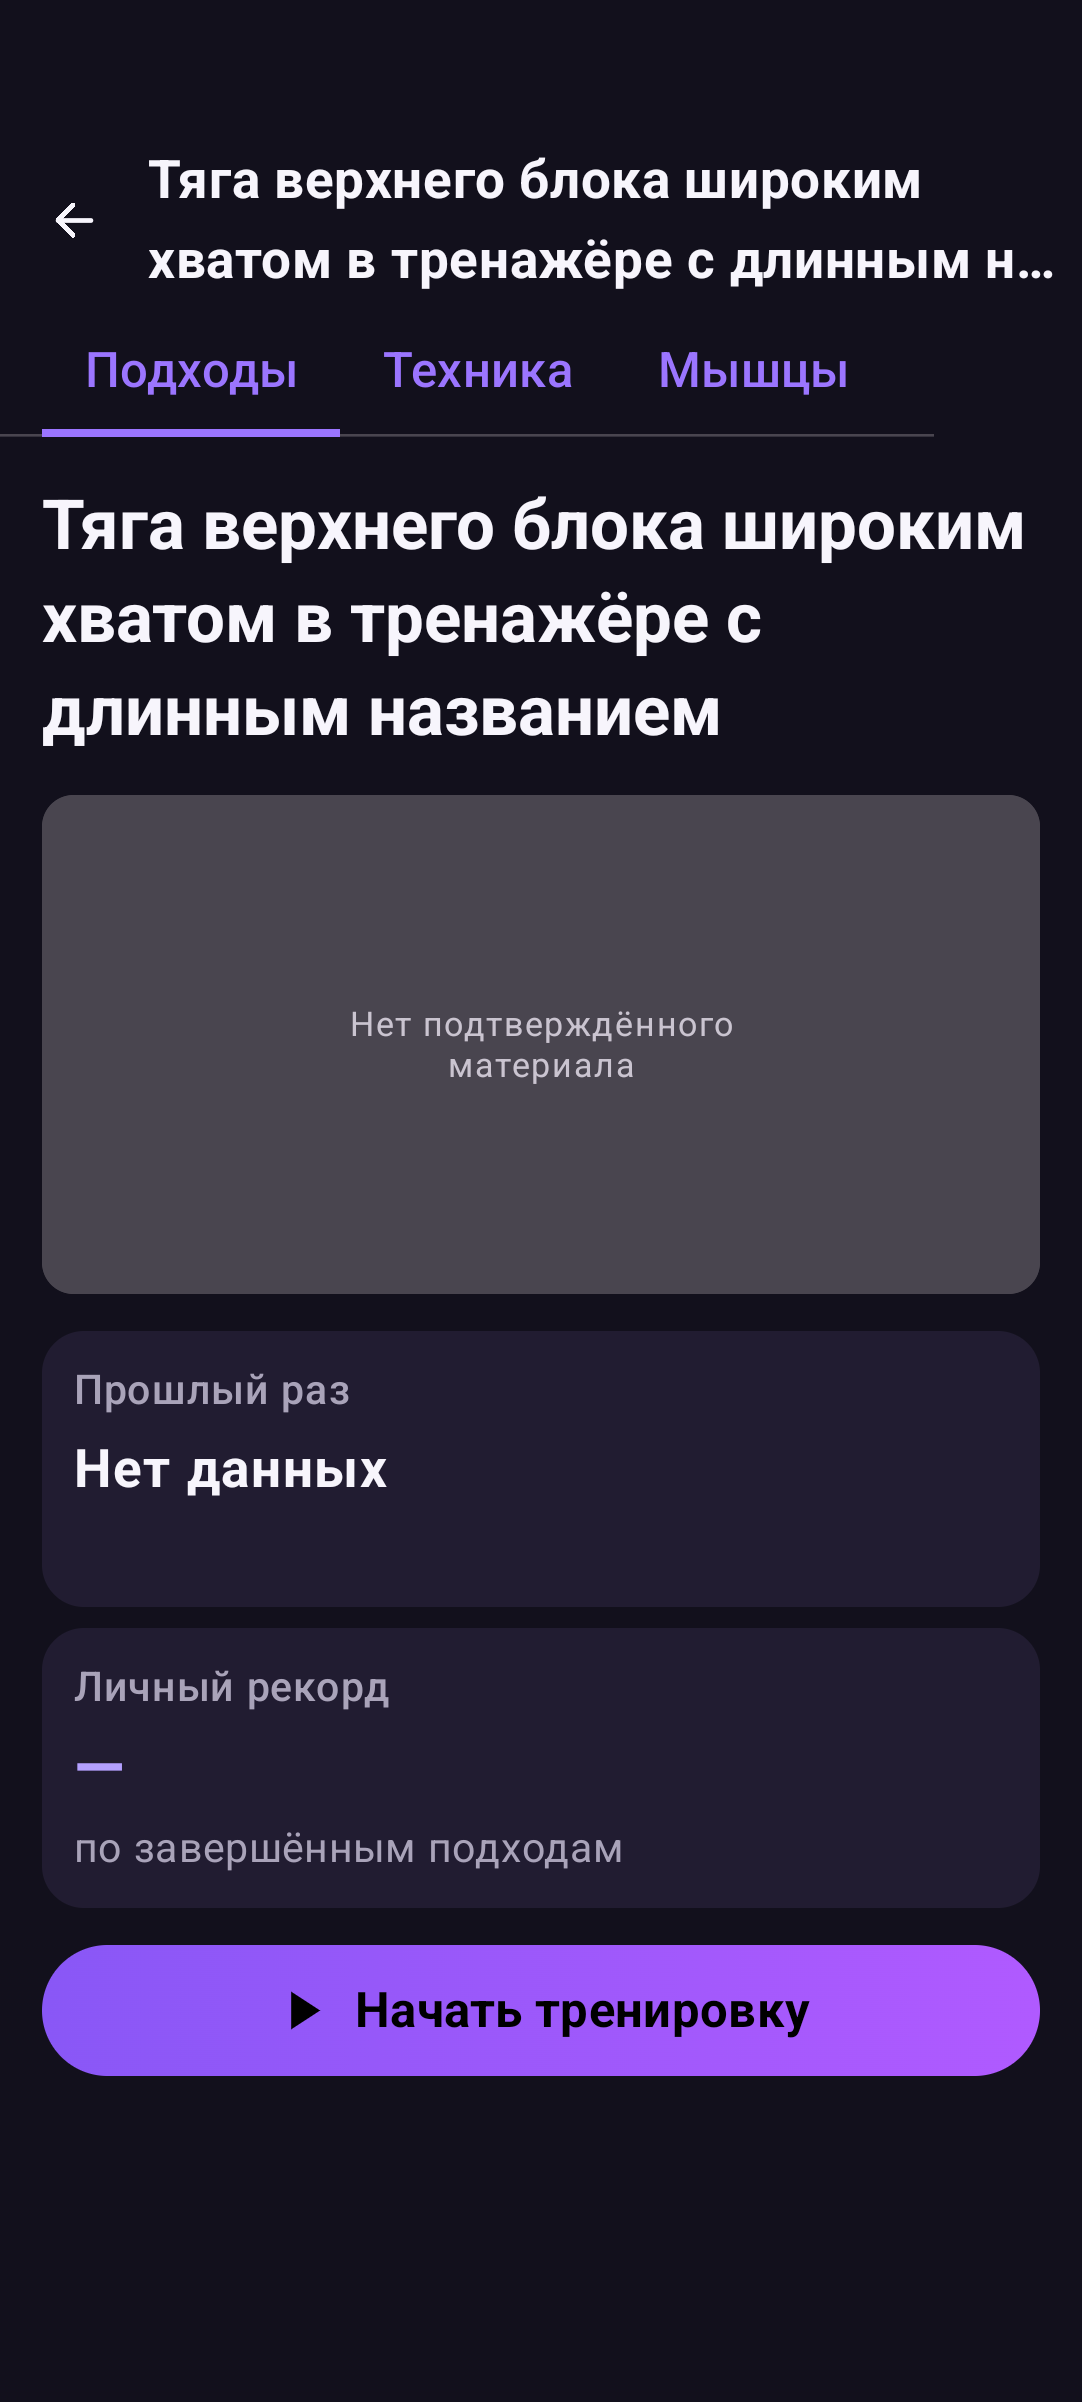 Тяга верхнего блока широким
хватом в тренажёре с длинным н…
Подходы Техника Мышцы
Тяга верхнего блока широким
хватом в тренажёре с
длинным названием
Нет подтверждённого
материала
Прошлый раз
Нет данных
Личный рекорд
—
по завершённым подходам
Начать тренировку